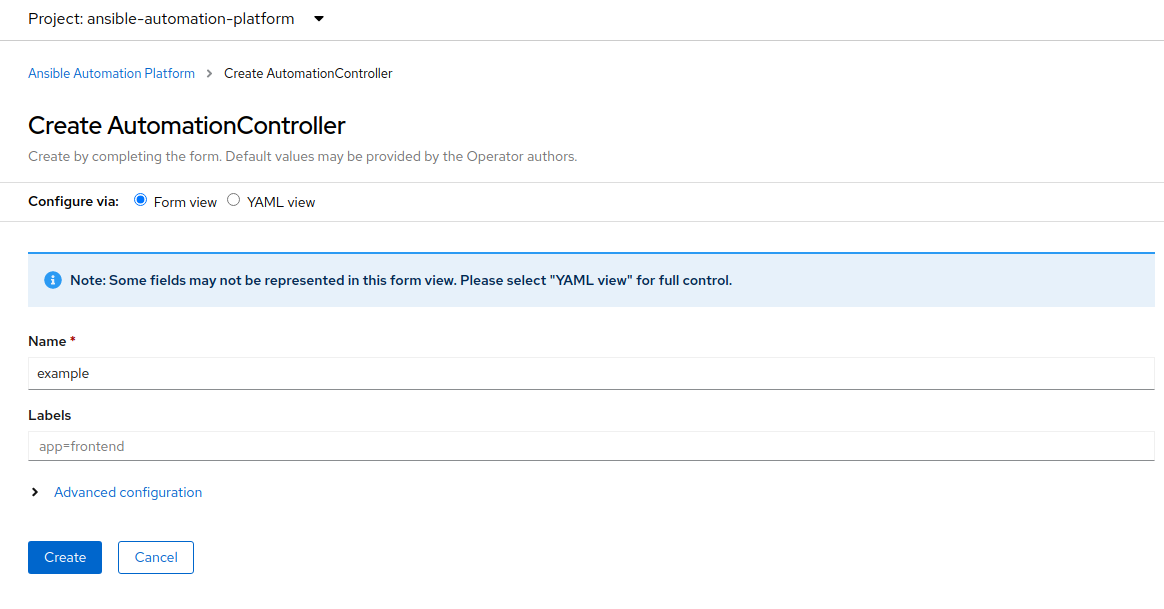 Project: ansible-automation-platform
Ansible Automation Platform > Create AutomationController
Create AutomationController
Create by completing the form. Default values may be provided by the Operator authors.
Configure via: Form view YAML view
Note: Some fields may not be represented in this form view. Please select "YAML view" for full control.
Name *
example
Labels
app=frontend
Advanced configuration
Create Cancel